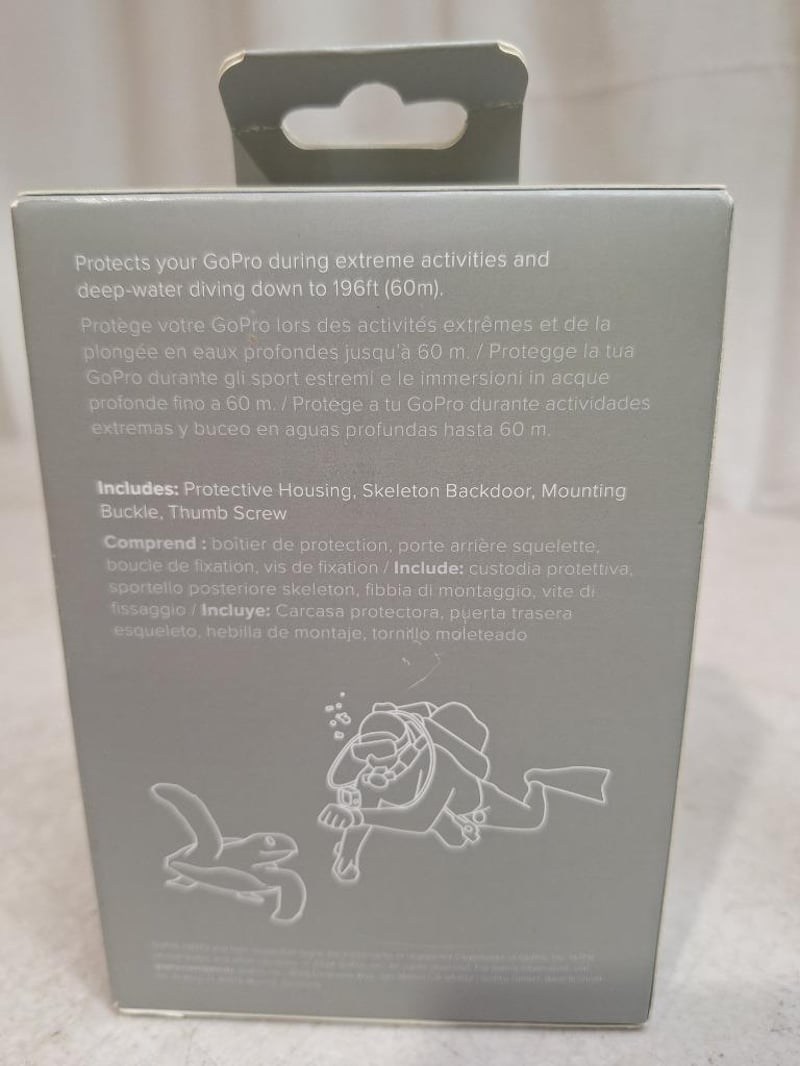 Protects your GoPro during extreme activities and
deep-water diving down to 196ft (60m).
Protège votre GoPro lors des activités extrêmes et de la
plongée en eaux profondes jusqu'à 60 m. / Protegge la tua
GoPro durante gli sport estremi e le immersioni in acque
profonde fino a 60 m. / Protege a tu GoPro durante actividades
extremas y buceo en aguas profundas hasta 60 m.
Includes: Protective Housing, Skeleton Backdoor, Mounting
Buckle, Thumb Screw
Comprend : boîtier de protection, porte arrière squelette,
boucle de fixation, vis de fixation / Include: custodia protettiva,
sportello posteriore skeleton, fibbia di montaggio, vite di
fissaggio / Incluye: Carcasa protectora, puerta trasera
esqueleto, hebilla de montaje, tornillo moleteado